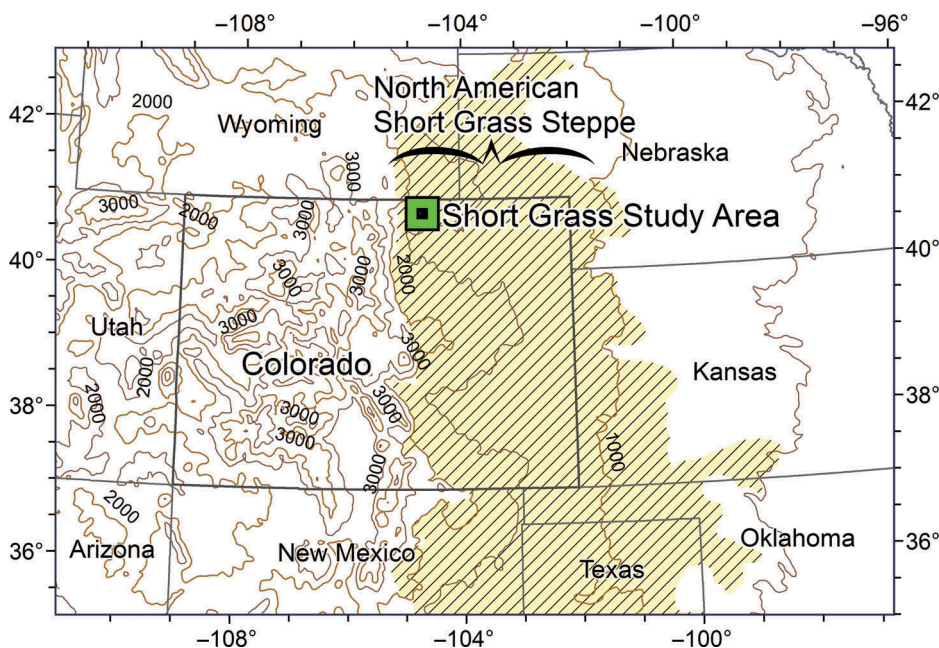 −108° −104° −100° −96°
42° 42°
40° 40°
38° 38°
36° 36°
−108° −104° −100°
North American
Short Grass Steppe
2000
Wyoming
Nebraska
3000
3000
2000
3000
Short Grass Study Area
3000
3000
2000
3000
3000
Utah
Colorado
Kansas
2000
2000
3000
3000
3000
1000
3000
2000
Arizona
New Mexico
Texas
Oklahoma